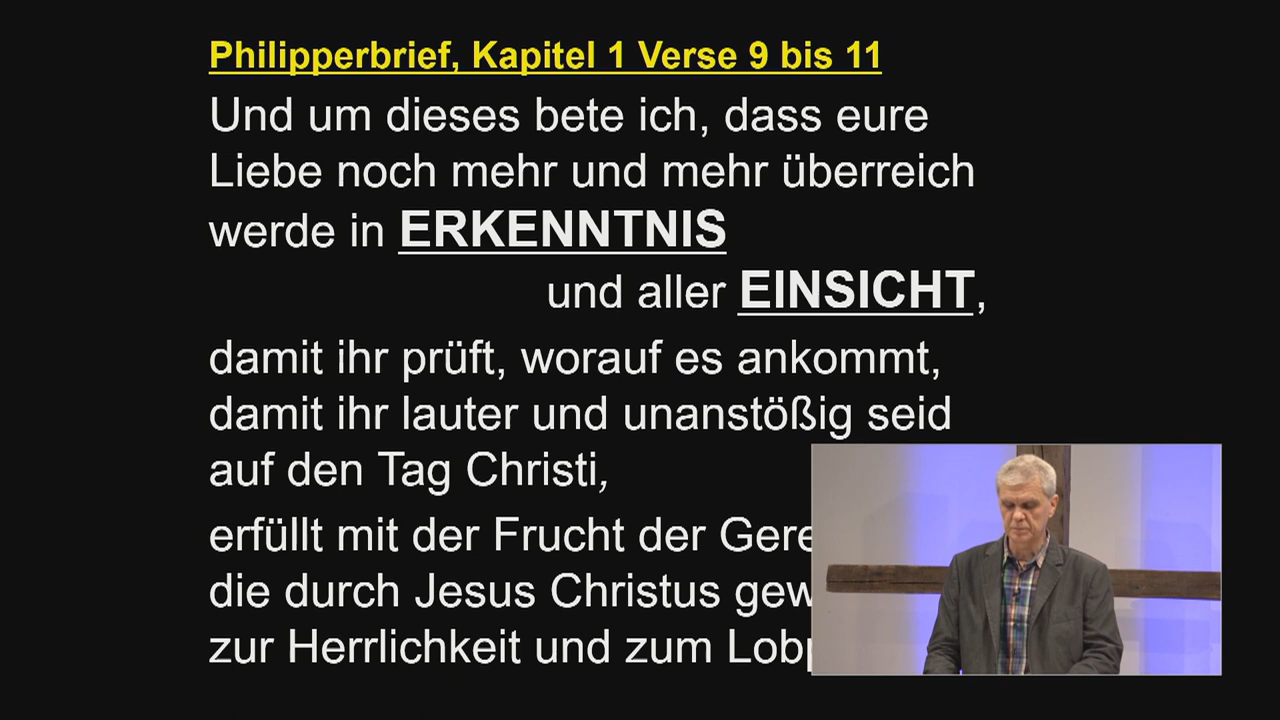 Philipperbrief, Kapitel 1 Verse 9 bis 11
Und um dieses bete ich, dass eure
Liebe noch mehr und mehr überreich
werde in ERKENNTNIS
und aller EINSICHT,
damit ihr prüft, worauf es ankommt,
damit ihr lauter und unanstößig seid
auf den Tag Christi,
erfüllt mit der Frucht der
die durch Jesus Christus
zur Herrlichkeit und zum